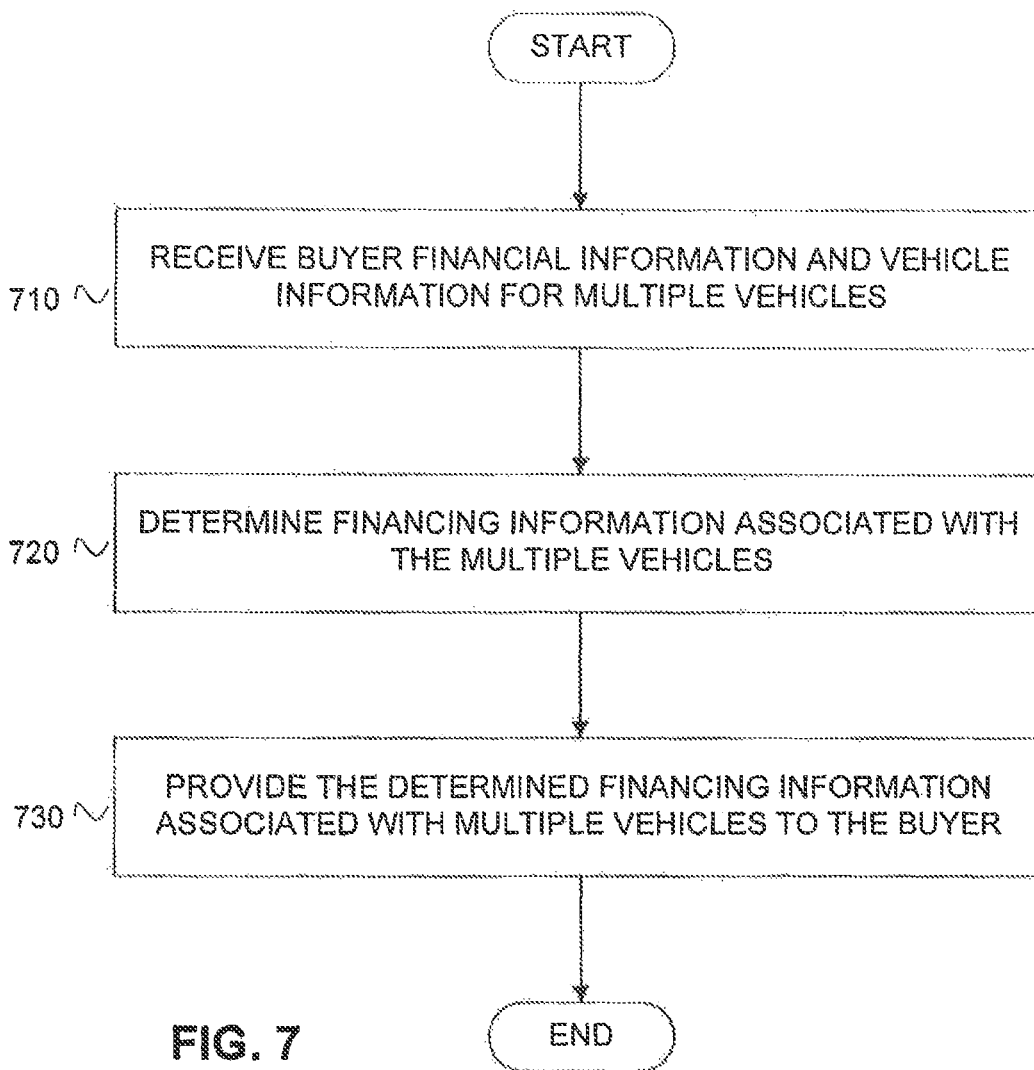 START
RECEIVE BUYER FINANCIAL INFORMATION AND VEHICLE
INFORMATION FOR MULTIPLE VEHICLES
710
DETERMINE FINANCING INFORMATION ASSOCIATED WITH
THE MULTIPLE VEHICLES
720
PROVIDE THE DETERMINED FINANCING INFORMATION
ASSOCIATED WITH MULTIPLE VEHICLES TO THE BUYER
730
END
FIG. 7